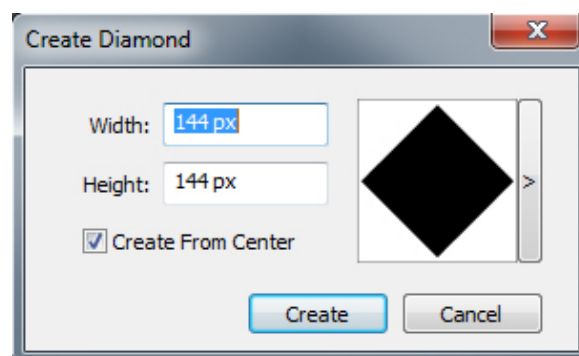 Create Diamond
Width: 144 px
Height: 144 px
Create From Center
>
Create Cancel